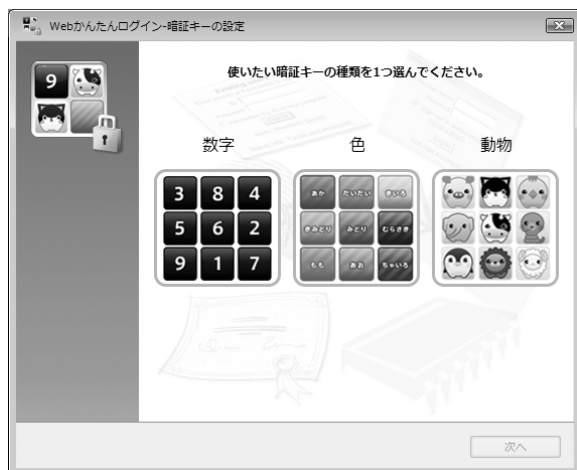 Webかんたんログイン-暗証キーの設定
9
使いたい暗証キーの種類を1つ選んでください。
数字
色
動物
3 8 4
5 6 2
9 1 7
あか だいだい きいろ
きみどり みどり むらさき
もも あお ちゃいろ
次へ